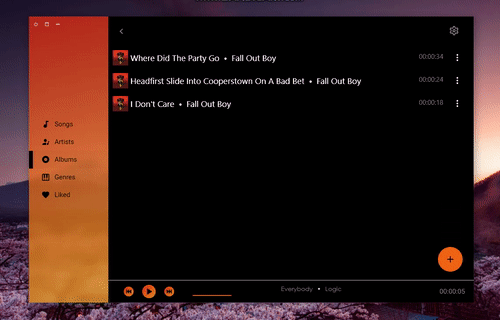 Where Did The Party Go • Fall Out Boy 00:00:34
Headfirst Slide Into Cooperstown On A Bad Bet • Fall Out Boy 00:00:24
I Don't Care • Fall Out Boy 00:00:18
Songs
Artists
Albums
Genres
Liked
Everybody • Logic
00:00:05